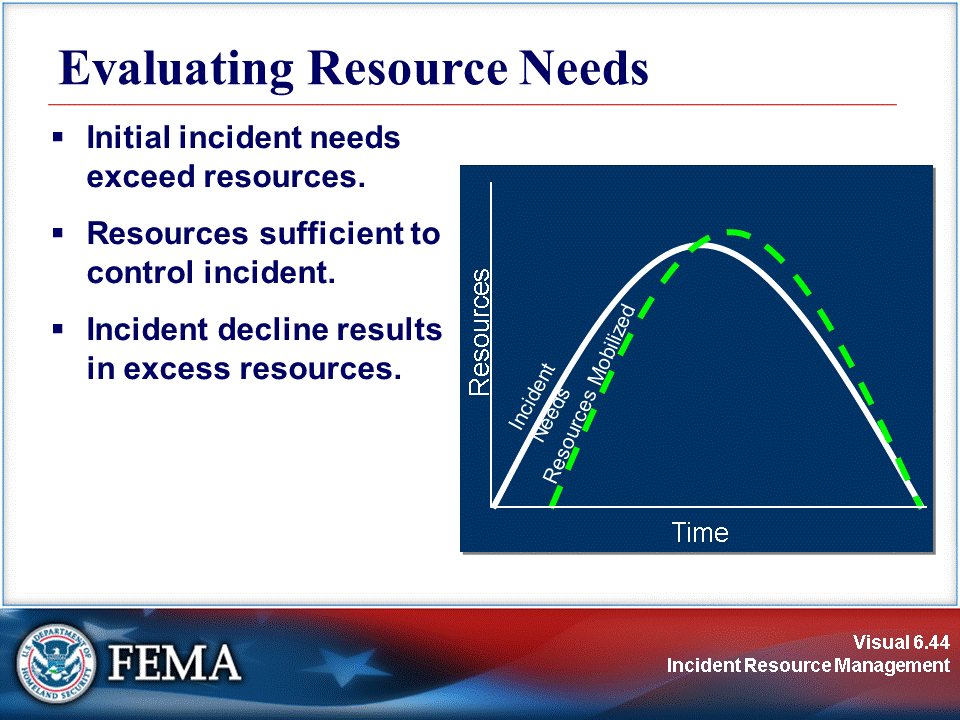 Evaluating Resource Needs
▪ Initial incident needs
exceed resources.
▪ Resources sufficient to
control incident.
▪ Incident decline results
in excess resources.
Resources
Incident
Needs
Resources Mobilized
Time
U.S. DEPARTMENT OF
HOMELAND SECURITY
FEMA
Visual 6.44
Incident Resource Management